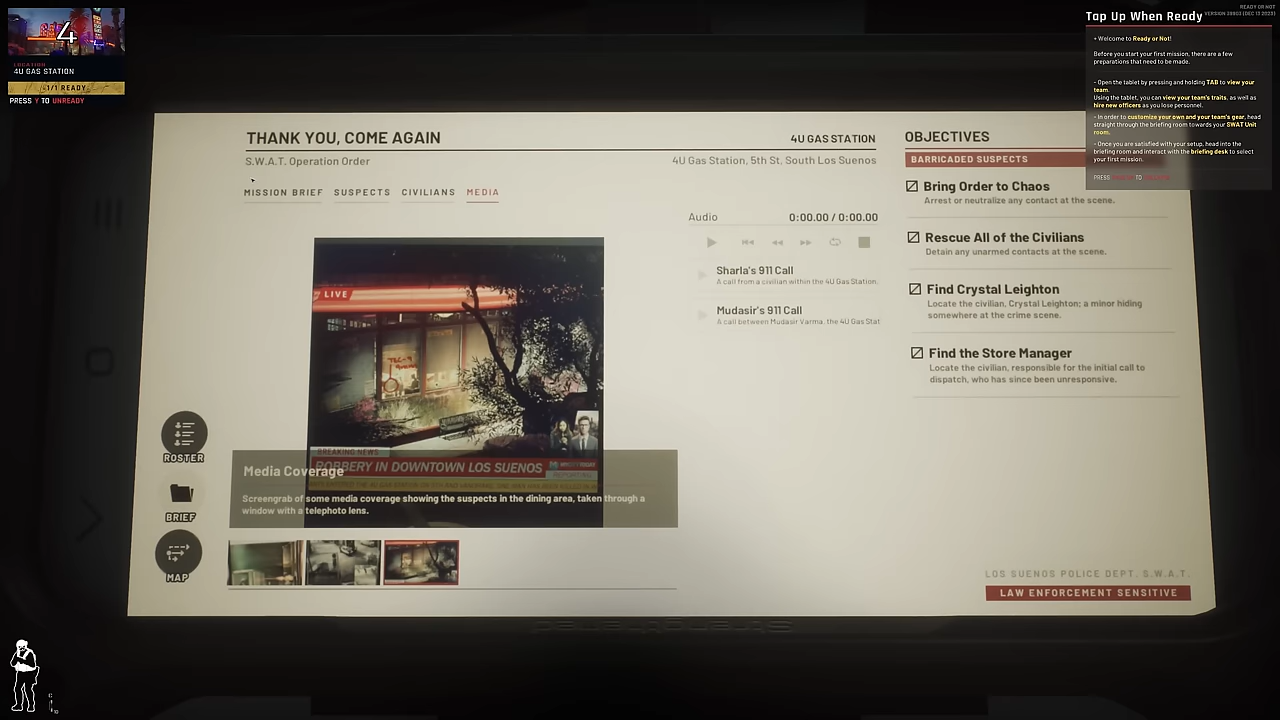 4
LOCATION
4U GAS STATION
1/1 READY
PRESS Y TO UNREADY
READY OR NOT
Tap Up When Ready
+ Welcome to Ready or Not!
Before you start your first mission, there are a few
preparations that need to be made.
- Open the tablet by pressing and holding TAB to view your
team.
Using the tablet, you can view your team's traits, as well as
hire new officers as you lose personnel.
- In order to customize your own and your team's gear, head
straight through the briefing room towards your SWAT Unit
room.
- Once you are satisfied with your setup, head into the
briefing room and interact with the briefing desk to select
your first mission.
THANK YOU, COME AGAIN
4U GAS STATION
S.W.A.T. Operation Order
4U Gas Station, 5th St, South Los Suenos
MISSION BRIEF
SUSPECTS
CIVILIANS
MEDIA
LIVE
BREAKING NEWS
ROBBERY IN DOWNTOWN LOS SUENOS
Media Coverage
Screengrab of some media coverage showing the suspects in the dining area, taken through a
window with a telephoto lens.
Audio
0:00.00 / 0:00.00
Sharla's 911 Call
A call from a civilian within the 4U Gas Station.
Mudasir's 911 Call
A call between Mudasir Varma, the 4U Gas Stat
OBJECTIVES
BARRICADED SUSPECTS
Bring Order to Chaos
Arrest or neutralize any contact at the scene.
Rescue All of the Civilians
Detain any unarmed contacts at the scene.
Find Crystal Leighton
Locate the civilian, Crystal Leighton; a minor hiding
somewhere at the crime scene.
Find the Store Manager
Locate the civilian, responsible for the initial call to
dispatch, who has since been unresponsive.
ROSTER
BRIEF
MAP
LOS SUENOS POLICE DEPT. S.W.A.T.
LAW ENFORCEMENT SENSITIVE